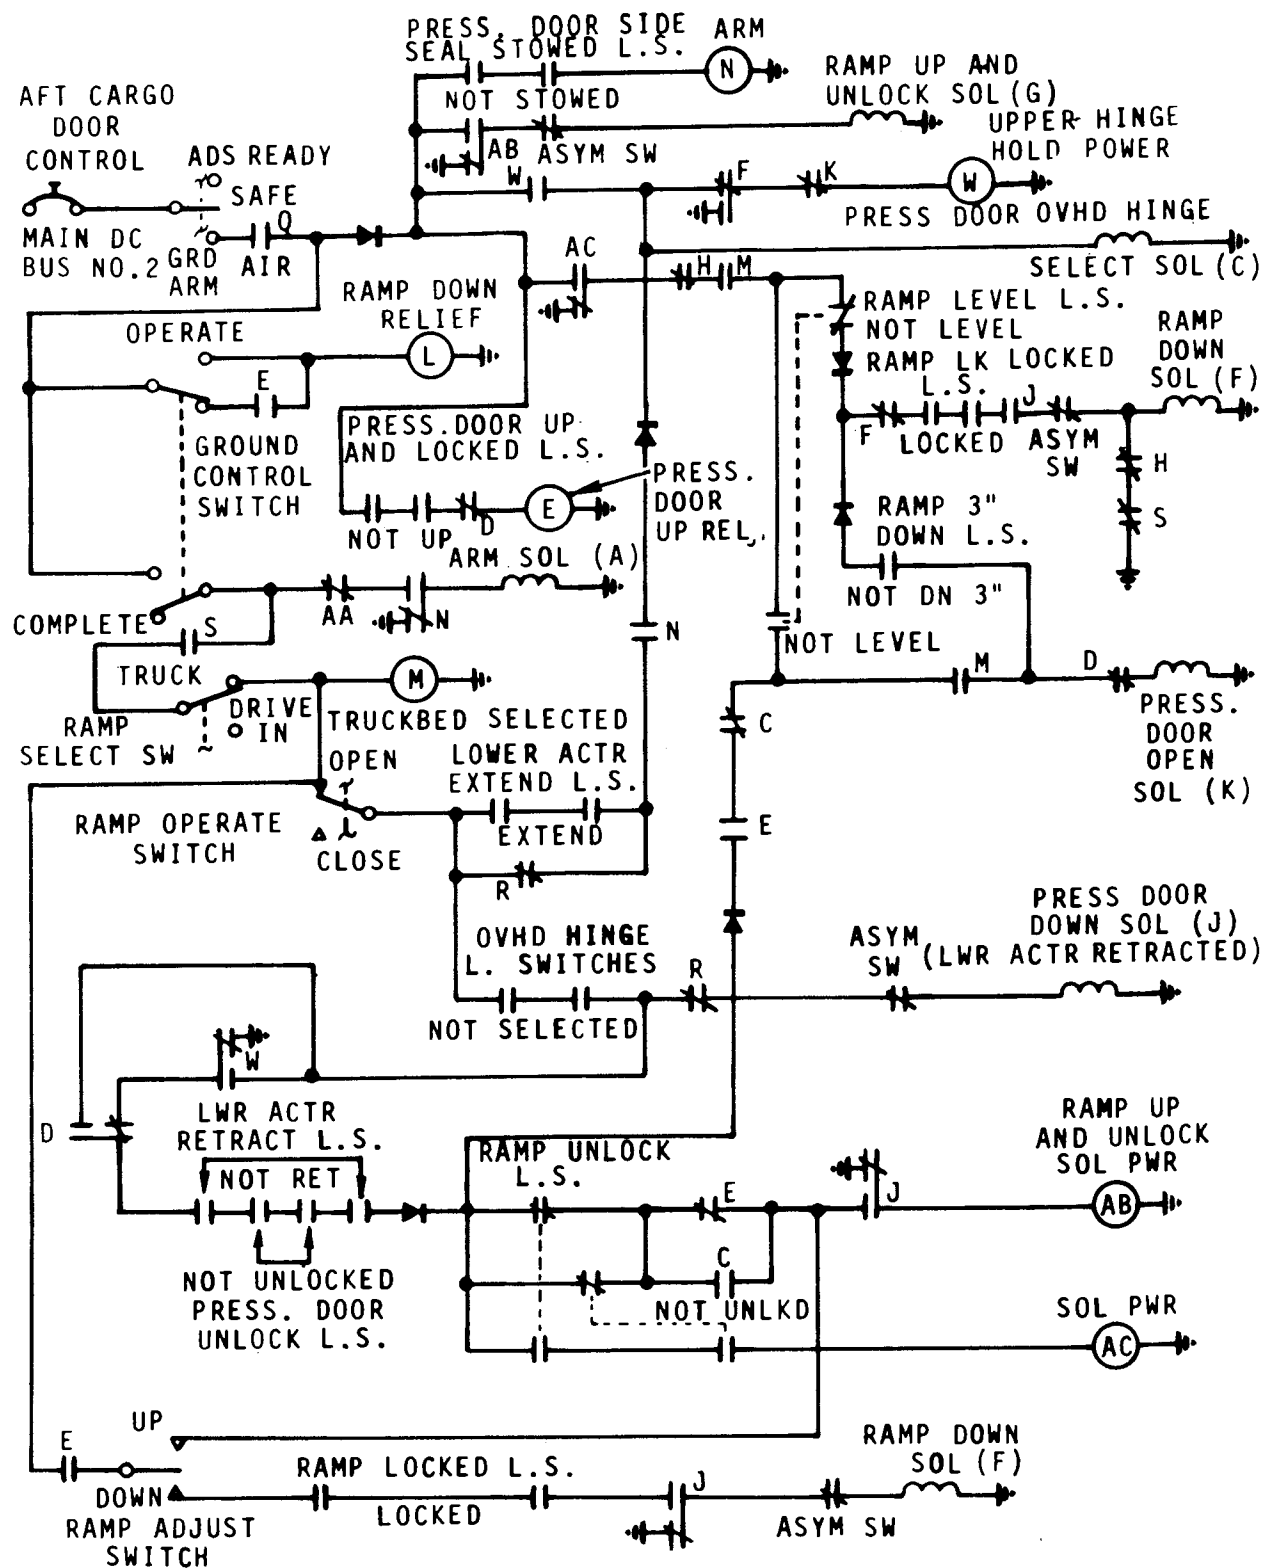 PRESS. DOOR SIDE
SEAL STOWED L.S.
ARM
N
NOT STOWED
RAMP UP AND
UNLOCK SOL (G)
AFT CARGO
DOOR
CONTROL
ADS READY
SAFE
AB
ASYM SW
UPPER HINGE
HOLD POWER
W
F
K
W
MAIN DC
BUS NO.2
GRD
ARM
Q
AIR
PRESS DOOR OVHD HINGE
SELECT SOL (C)
AC
H
M
RAMP DOWN
RELIEF
L
OPERATE
E
RAMP LEVEL L.S.
NOT LEVEL
RAMP LK LOCKED
L.S.
RAMP
DOWN
SOL (F)
F
LOCKED
J
ASYM
SW
H
S
GROUND
CONTROL
SWITCH
PRESS.DOOR UP
AND LOCKED L.S.
NOT UP
D
E
PRESS.
DOOR
UP REL.
RAMP 3"
DOWN L.S.
NOT DN 3"
ARM SOL (A)
AA
N
N
COMPLETE
S
NOT LEVEL
TRUCK
DRIVE
IN
RAMP
SELECT SW
M
TRUCKBED SELECTED
C
M
D
PRESS.
DOOR
OPEN
SOL (K)
OPEN
LOWER ACTR
EXTEND L.S.
EXTEND
RAMP OPERATE
SWITCH
CLOSE
E
R
OVHD HINGE
L. SWITCHES
NOT SELECTED
R
ASYM
SW
PRESS DOOR
DOWN SOL (J)
(LWR ACTR RETRACTED)
W
D
LWR ACTR
RETRACT L.S.
NOT RET
NOT UNLOCKED
PRESS. DOOR
UNLOCK L.S.
RAMP UNLOCK
L.S.
E
C
NOT UNLKD
J
RAMP UP
AND UNLOCK
SOL PWR
AB
SOL PWR
AC
UP
E
DOWN
RAMP ADJUST
SWITCH
RAMP LOCKED L.S.
LOCKED
J
ASYM SW
RAMP DOWN
SOL (F)